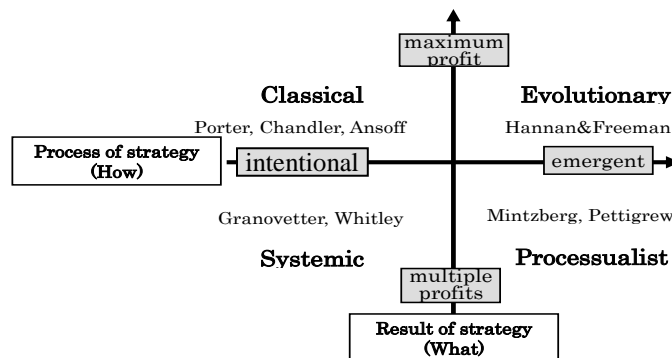 maximum
profit
Classical
Evolutionary
Porter, Chandler, Ansoff
Hannan&Freeman
Process of strategy
(How)
intentional
emergent
Granovetter, Whitley
Mintzberg, Pettigrew
Systemic
Processualist
multiple
profits
Result of strategy
(What)